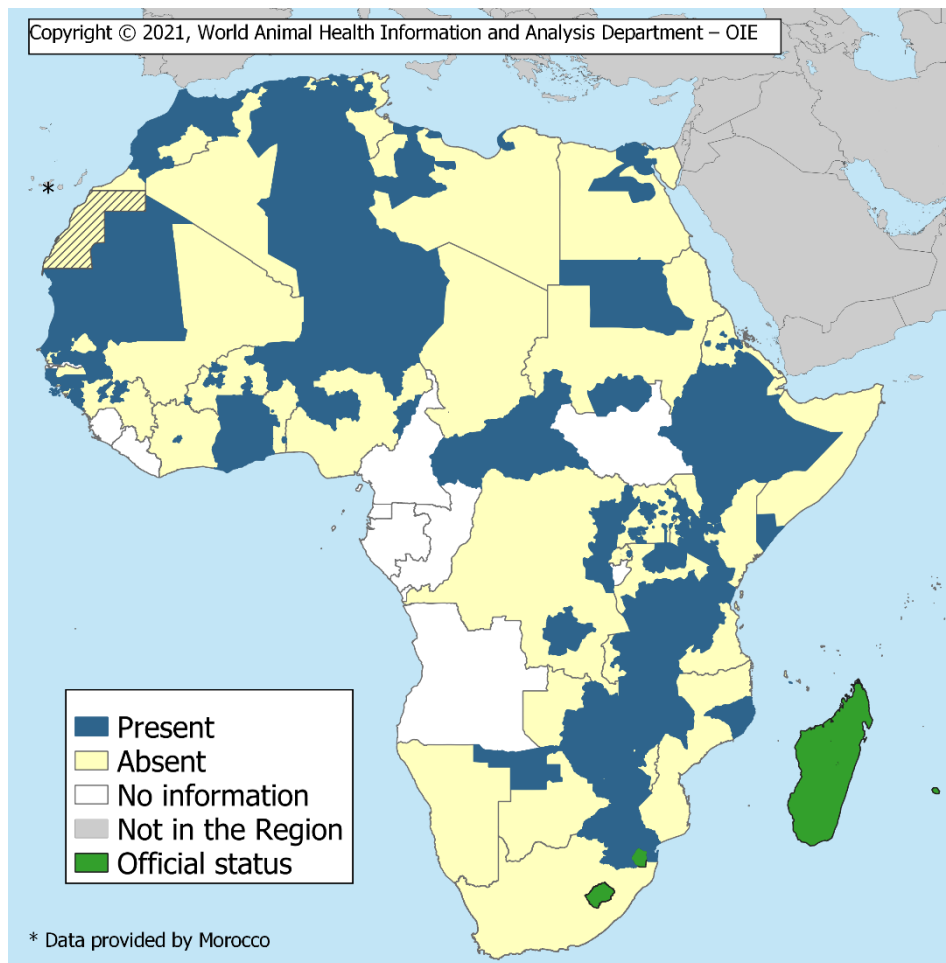 Copyright © 2021, World Animal Health Information and Analysis Department – OIE
*
Present
Absent
No information
Not in the Region
Official status
* Data provided by Morocco